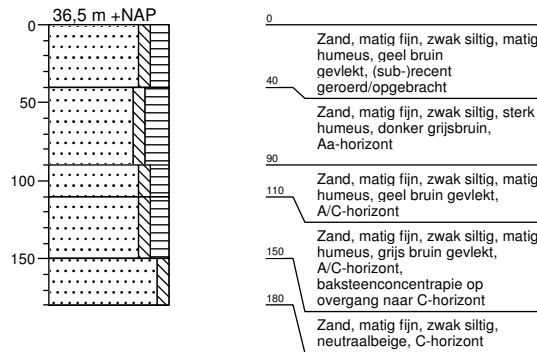 36,5 m +NAP
0
50
100
150
0
Zand, matig fijn, zwak siltig, matig
humeus, geel bruin
gevlekt, (sub-)recent
geroerd/opgebracht
40
Zand, matig fijn, zwak siltig, sterk
humeus, donker grijsbruin,
Aa-horizont
90
Zand, matig fijn, zwak siltig, matig
humeus, geel bruin gevlekt,
A/C-horizont
110
Zand, matig fijn, zwak siltig, matig
humeus, grijs bruin gevlekt,
A/C-horizont,
baksteenconcentrapie op
overgang naar C-horizont
150
Zand, matig fijn, zwak siltig,
neutraalbeige, C-horizont
180